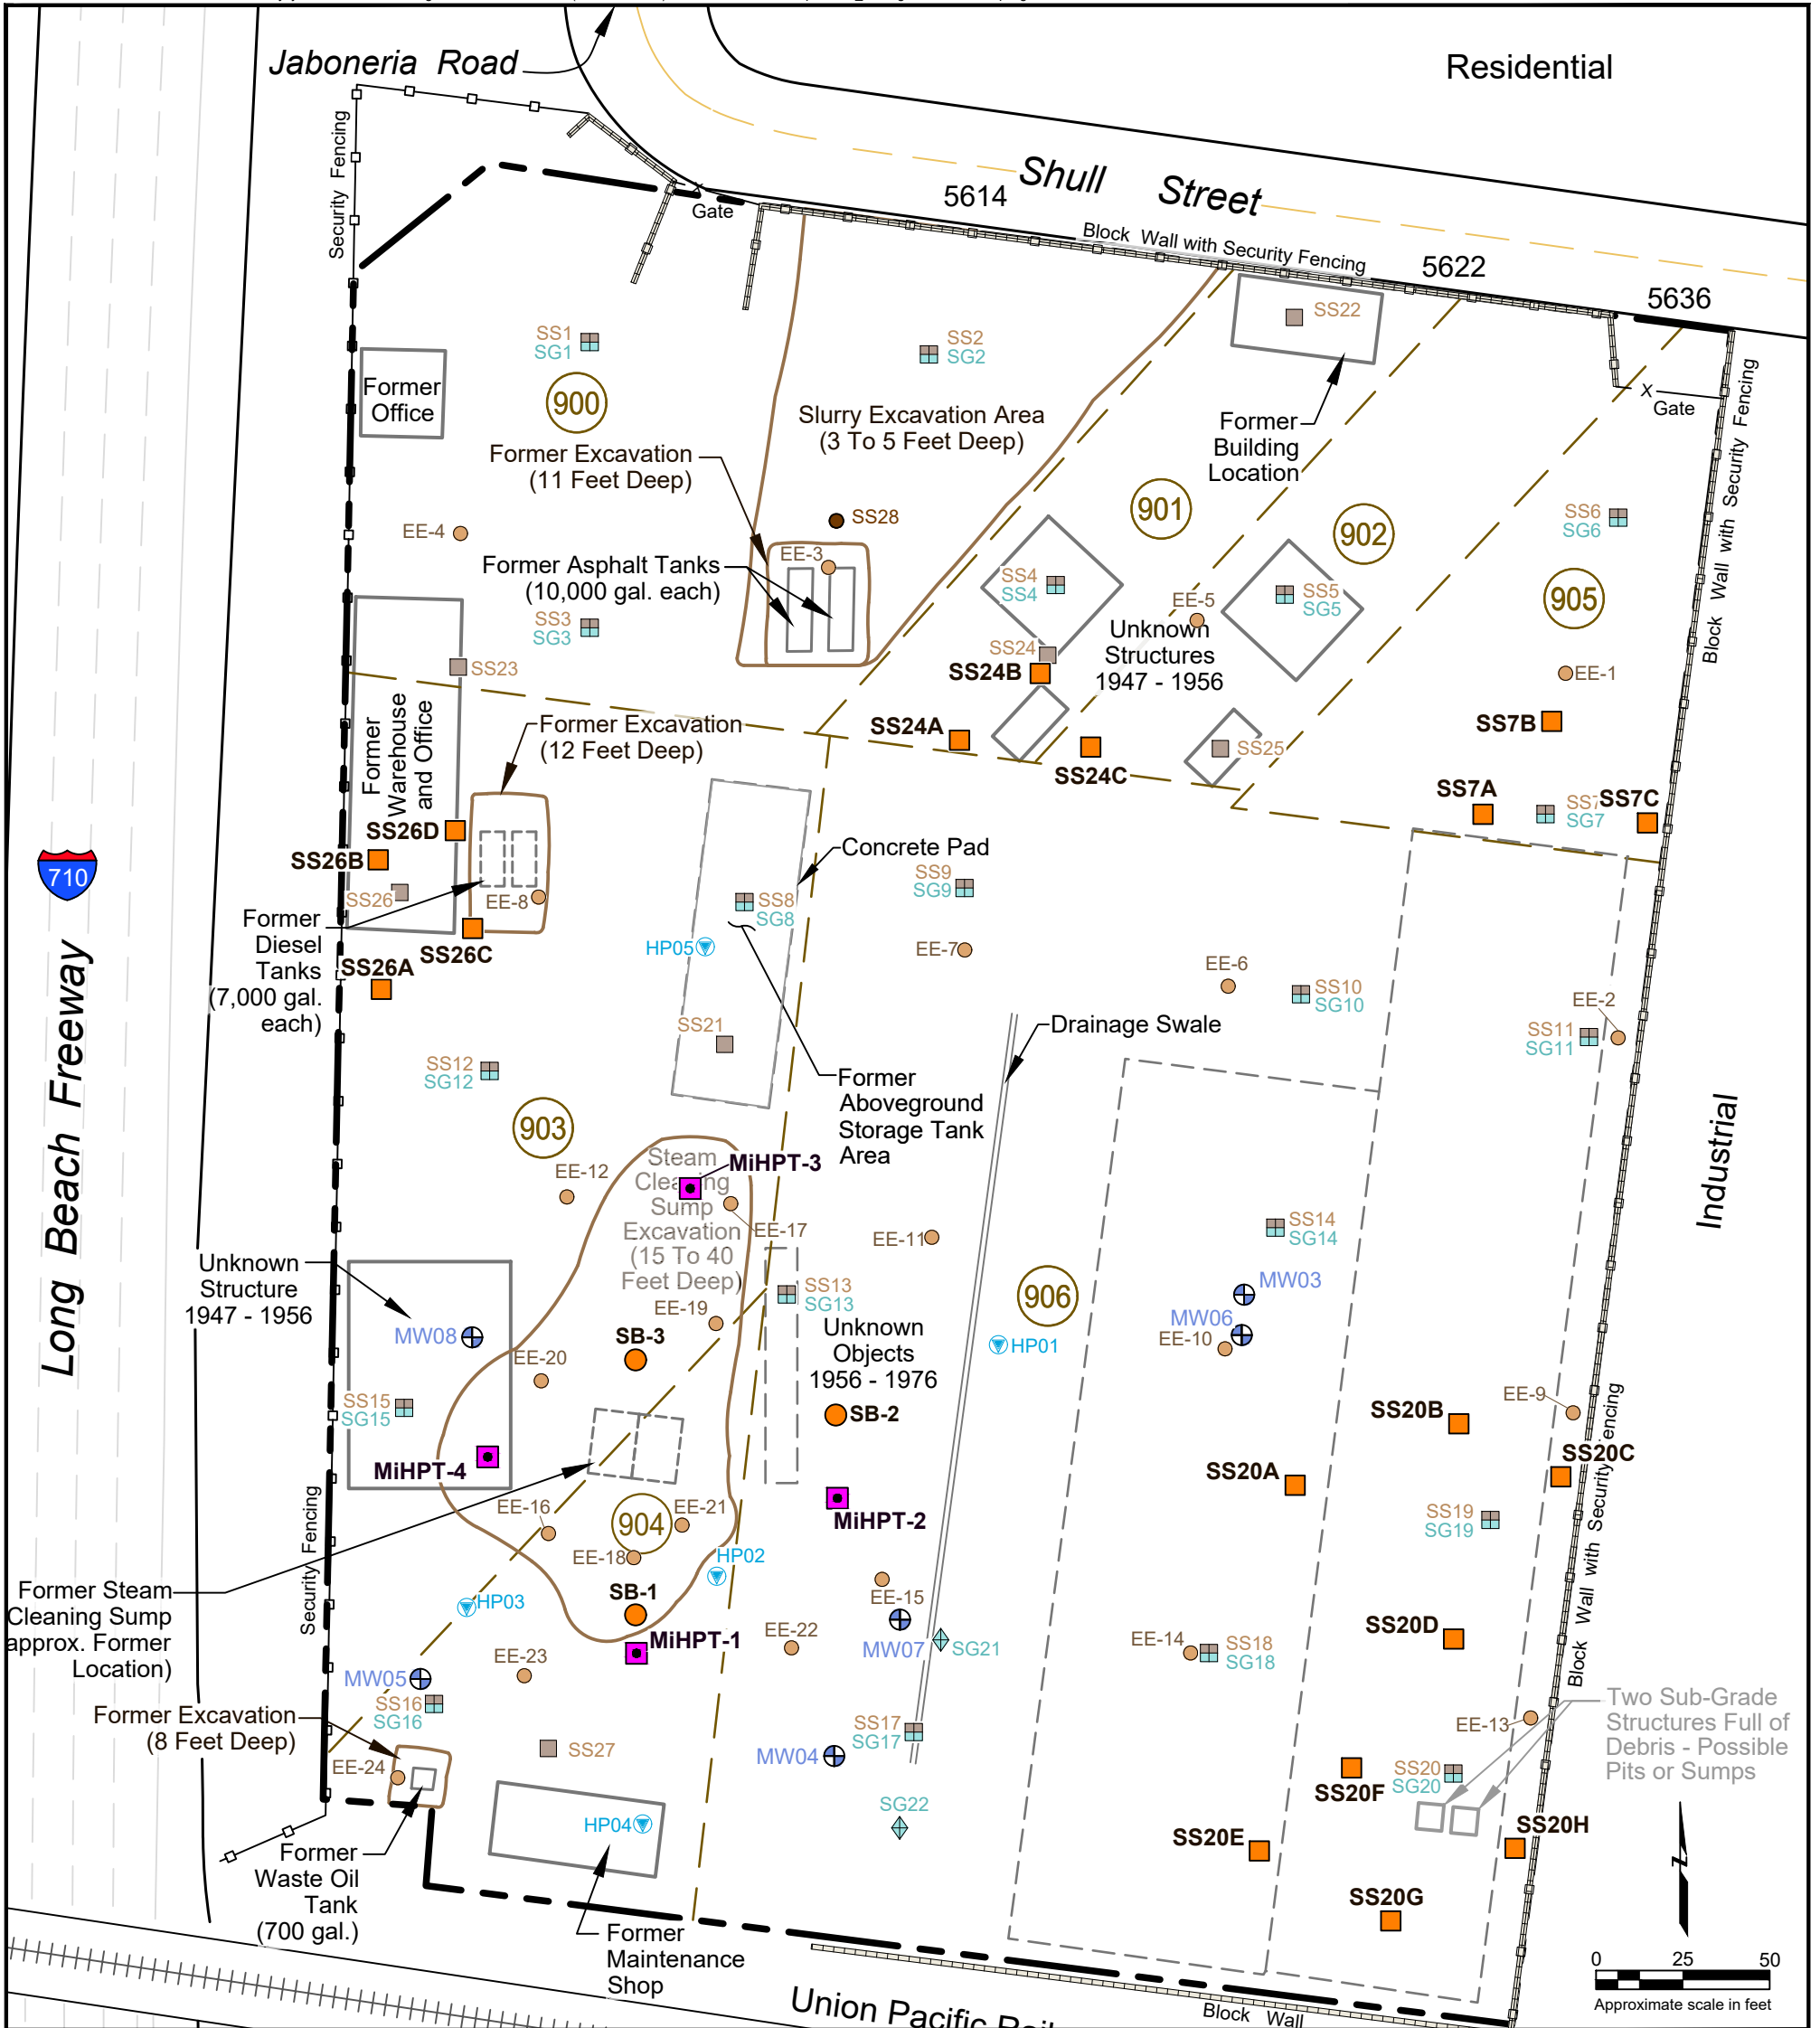 Jaboneria Road
Residential
Shull Street
5614
5622
5636
Gate
Block Wall with Security Fencing
Security Fencing
SS1
SG1
SS2
SG2
SS22
Former
Office
900
Slurry Excavation Area
(3 To 5 Feet Deep)
Former
Building
Location
Gate
Block Wall with Security Fencing
Former Excavation
(11 Feet Deep)
901
902
SS6
SG6
EE-4
SS28
EE-3
Former Asphalt Tanks
(10,000 gal. each)
SS4
SS4
SS5
SG5
EE-5
905
SS3
SG3
Unknown
Structures
1947 - 1956
SS24
SS24B
SS23
EE-1
Former
Warehouse
and Office
Former Excavation
(12 Feet Deep)
SS24A
SS24C
SS25
SS7B
SS7A
SS7
SG7
SS7C
SS26D
SS26B
SS26
EE-8
Concrete Pad
SS9
SG9
SS8
SG8
710
Former
Diesel
Tanks
(7,000 gal.
each)
SS26C
SS26A
HP05
EE-7
EE-6
SS10
SG10
EE-2
SS11
SG11
SS21
Drainage Swale
SS12
SG12
Former
Aboveground
Storage Tank
Area
Long Beach Freeway
Industrial
903
Steam
Cleaning
Sump
Excavation
(15 To 40
Feet Deep)
MiHPT-3
EE-12
EE-17
EE-11
SS14
SG14
Unknown
Structure
1947 - 1956
EE-19
SS13
SG13
906
MW03
MW06
EE-10
MW08
SB-3
Unknown
Objects
1956 - 1976
HP01
EE-20
SS15
SG15
SB-2
SS20B
EE-9
MiHPT-4
SS20A
SS20C
Block Wall with Security Fencing
Security Fencing
EE-16
904
EE-21
MiHPT-2
SS19
SG19
EE-18
HP02
Former Steam
Cleaning Sump
approx. Former
Location)
HP03
SB-1
EE-15
MiHPT-1
EE-22
MW07
SG21
EE-14
SS18
SG18
SS20D
EE-23
MW05
SS16
SG16
Former Excavation
(8 Feet Deep)
SS27
SS17
SG17
MW04
EE-13
Two Sub-Grade
Structures Full of
Debris - Possible
Pits or Sumps
EE-24
SS20
SG20
SS20F
HP04
SG22
SS20E
SS20H
Former
Waste Oil
Tank
(700 gal.)
SS20G
Former
Maintenance
Shop
Union Pacific
Block Wall
0 25 50
Approximate scale in feet